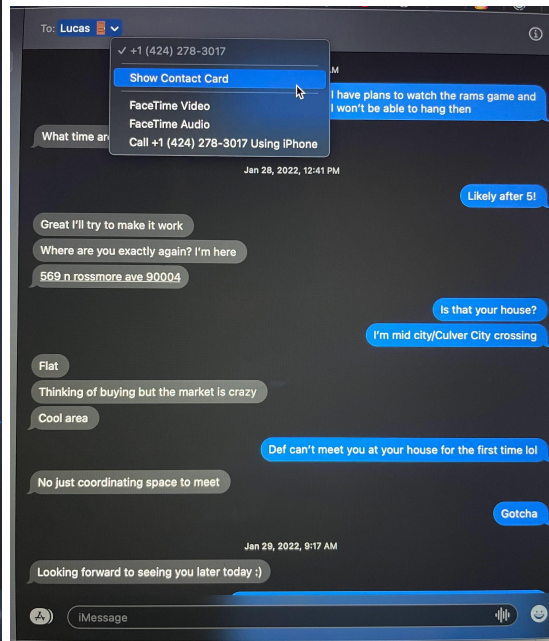 To: Lucas
✓ +1 (424) 278-3017
Show Contact Card
FaceTime Video
FaceTime Audio
Call +1 (424) 278-3017 Using iPhone
I have plans to watch the rams game and
I won't be able to hang then
What time
Jan 28, 2022, 12:41 PM
Likely after 5!
Great I'll try to make it work
Where are you exactly again? I'm here
569 n rossmore ave 90004
Is that your house?
I'm mid city/Culver City crossing
Flat
Thinking of buying but the market is crazy
Cool area
Def can't meet you at your house for the first time lol
No just coordinating space to meet
Gotcha
Jan 29, 2022, 9:17 AM
Looking forward to seeing you later today :)
iMessage